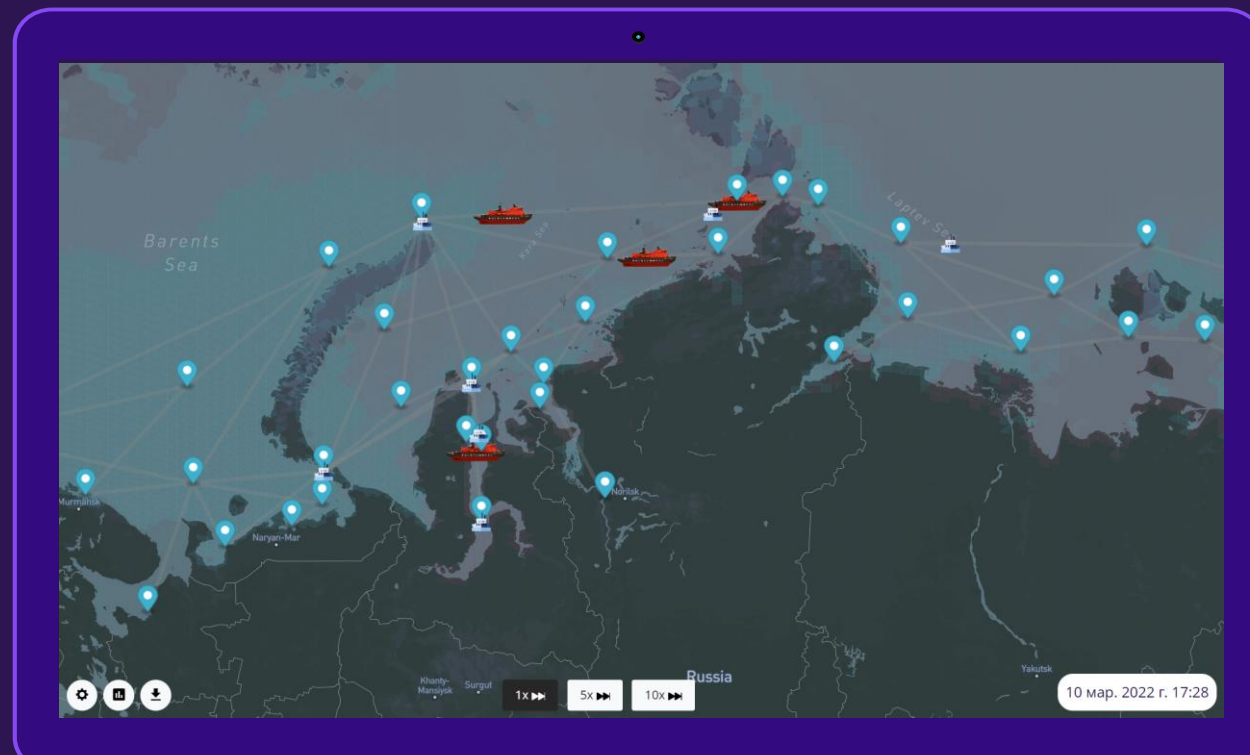 Barents
Sea
Kara Sea
Laptev Sea
Murmansk
Naryan-Mar
Norilsk
Khanty-
Mansiysk
Surgut
Russia
Yakutsk
1x
5x
10x
10 мар. 2022 г. 17:28